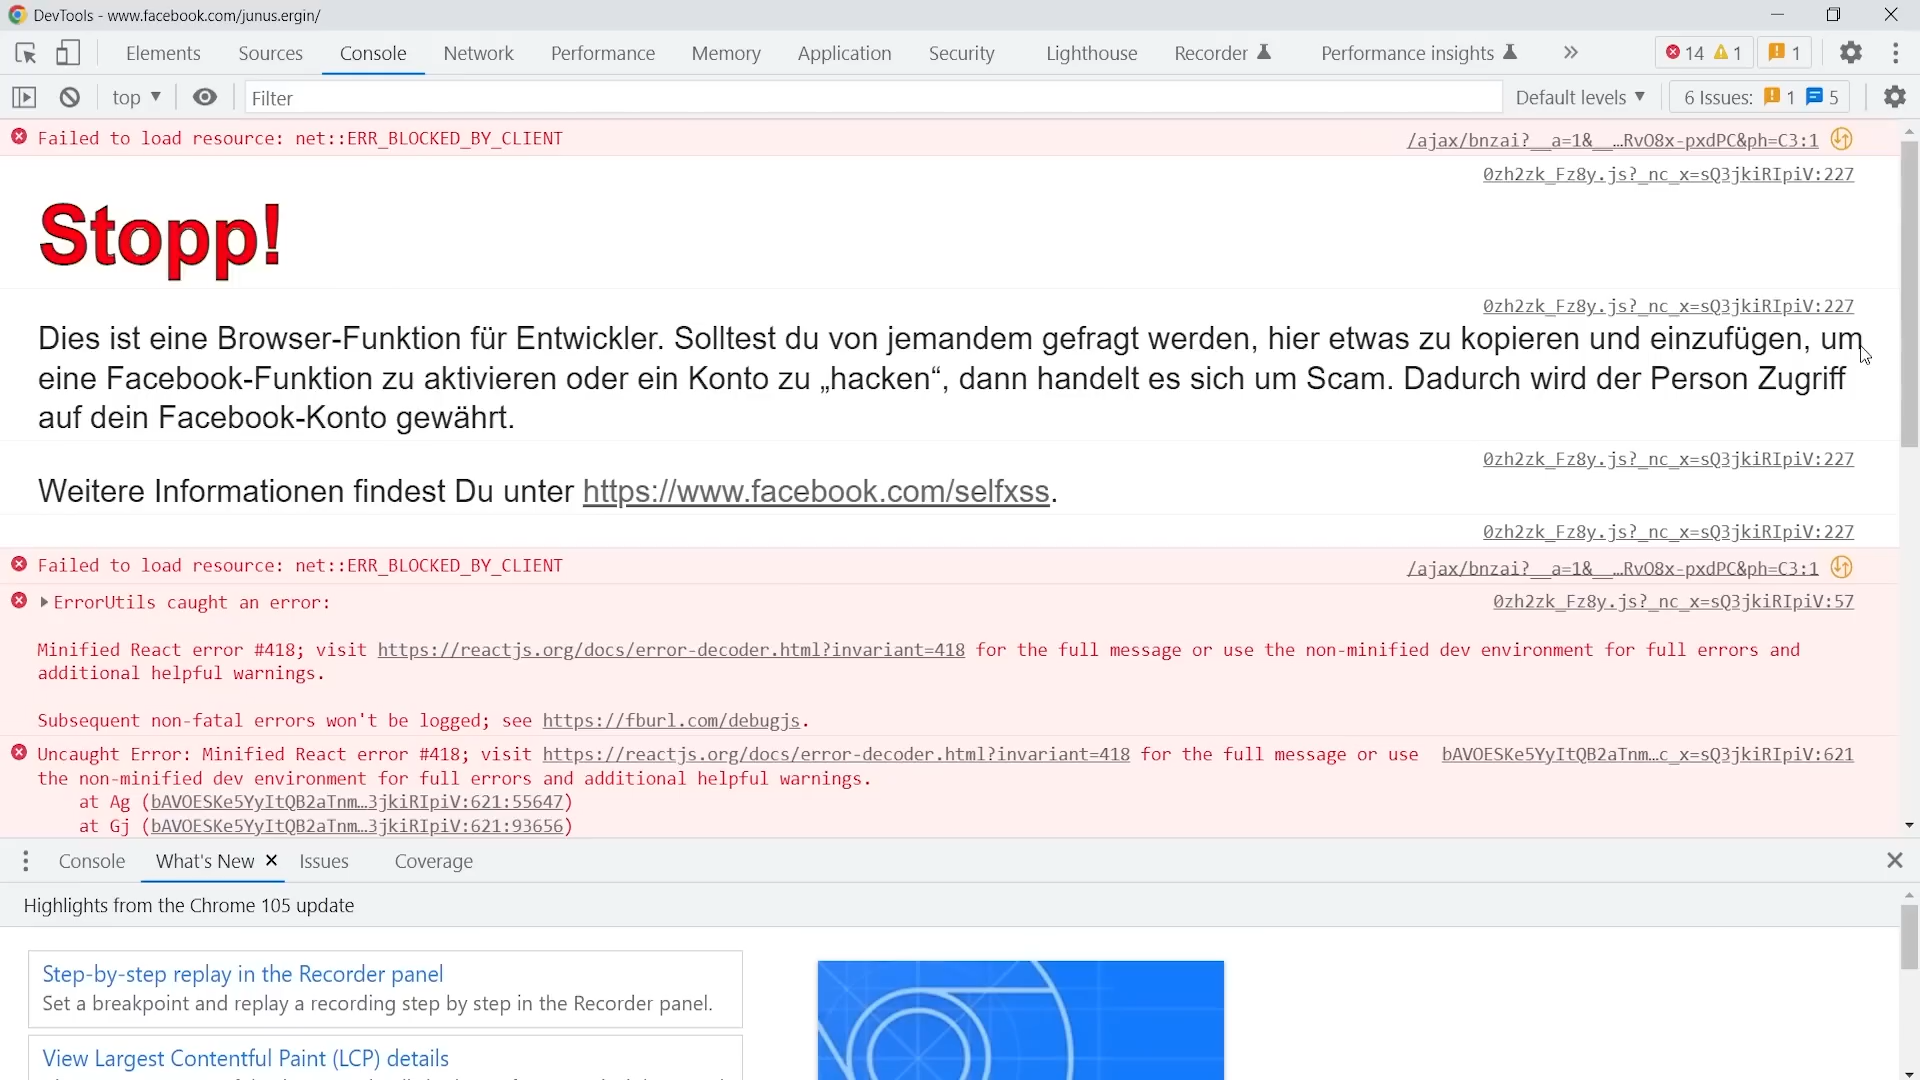 DevTools - www.facebook.com/junus.ergin/
Elements Sources Console Network Performance Memory Application Security Lighthouse Recorder Performance insights 14 1 1
top Filter Default levels 6 Issues: 1 5
Failed to load resource: net::ERR_BLOCKED_BY_CLIENT /ajax/bnzai?__a=1&__…RvO8x-pxdPC&ph=C3:1
0zh2zk_Fz8y.js?_nc_x=sQ3jkiRIpiV:227
Stopp!
0zh2zk_Fz8y.js?_nc_x=sQ3jkiRIpiV:227
Dies ist eine Browser-Funktion für Entwickler. Solltest du von jemandem gefragt werden, hier etwas zu kopieren und einzufügen, um
eine Facebook-Funktion zu aktivieren oder ein Konto zu „hacken“, dann handelt es sich um Scam. Dadurch wird der Person Zugriff
auf dein Facebook-Konto gewährt.
0zh2zk_Fz8y.js?_nc_x=sQ3jkiRIpiV:227
Weitere Informationen findest Du unter https://www.facebook.com/selfxss.
0zh2zk_Fz8y.js?_nc_x=sQ3jkiRIpiV:227
Failed to load resource: net::ERR_BLOCKED_BY_CLIENT /ajax/bnzai?__a=1&__…RvO8x-pxdPC&ph=C3:1
ErrorUtils caught an error: 0zh2zk_Fz8y.js?_nc_x=sQ3jkiRIpiV:57
Minified React error #418; visit https://reactjs.org/docs/error-decoder.html?invariant=418 for the full message or use the non-minified dev environment for full errors and
additional helpful warnings.
Subsequent non-fatal errors won't be logged; see https://fburl.com/debugjs.
Uncaught Error: Minified React error #418; visit https://reactjs.org/docs/error-decoder.html?invariant=418 for the full message or use bAVOESKe5YyItQB2aTnm…c_x=sQ3jkiRIpiV:621
the non-minified dev environment for full errors and additional helpful warnings.
at Ag (bAVOESKe5YyItQB2aTnm…3jkiRIpiV:621:55647)
at Gj (bAVOESKe5YyItQB2aTnm…3jkiRIpiV:621:93656)
Console What's New Issues Coverage
Highlights from the Chrome 105 update
Step-by-step replay in the Recorder panel
Set a breakpoint and replay a recording step by step in the Recorder panel.
View Largest Contentful Paint (LCP) details